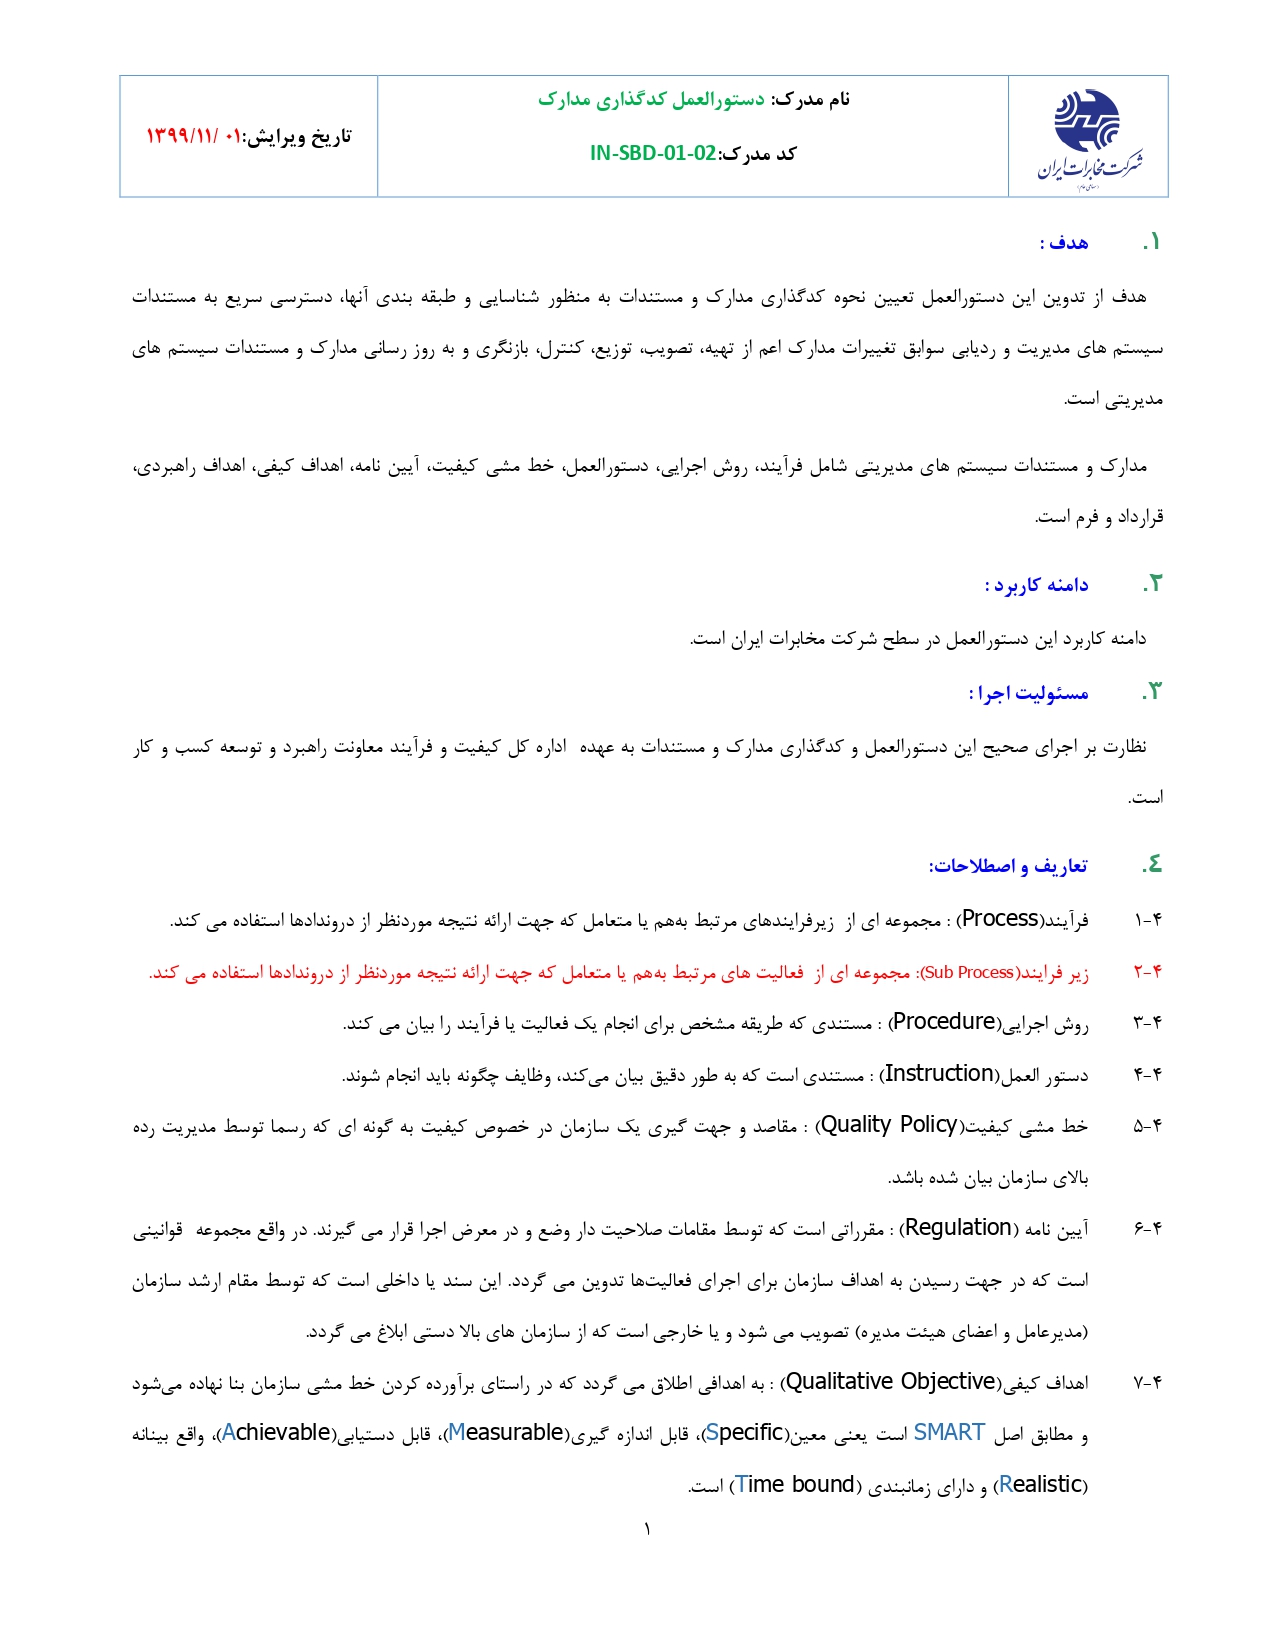 شرکت مخابرات ایران
(سهامی عام)
نام مدرک: دستورالعمل کدگذاری مدارک
کد مدرک:IN-SBD-01-02
تاریخ ویرایش:۰۱ /۱۳۹۹/۱۱
۱. هدف :
هدف از تدوین این دستورالعمل تعیین نحوه کدگذاری مدارک و مستندات به منظور شناسایی و طبقه بندی آنها، دسترسی سریع به مستندات
سیستم های مدیریت و ردیابی سوابق تغییرات مدارک اعم از تهیه، تصویب، توزیع، کنترل، بازنگری و به روز رسانی مدارک و مستندات سیستم های
مدیریتی است.
مدارک و مستندات سیستم های مدیریتی شامل فرآیند، روش اجرایی، دستورالعمل، خط مشی کیفیت، آیین نامه، اهداف کیفی، اهداف راهبردی،
قرارداد و فرم است.
۲. دامنه کاربرد :
دامنه کاربرد این دستورالعمل در سطح شرکت مخابرات ایران است.
۳. مسئولیت اجرا :
نظارت بر اجرای صحیح این دستورالعمل و کدگذاری مدارک و مستندات به عهده اداره کل کیفیت و فرآیند معاونت راهبرد و توسعه کسب و کار
است.
٤. تعاریف و اصطلاحات:
۴-۱ فرآیند(Process) : مجموعه ای از زیرفرایندهای مرتبط به‌هم یا متعامل که جهت ارائه نتیجه موردنظر از دروندادها استفاده می کند.
۴-۲ زیر فرایند(Sub Process): مجموعه ای از فعالیت های مرتبط به‌هم یا متعامل که جهت ارائه نتیجه موردنظر از دروندادها استفاده می کند.
۴-۳ روش اجرایی(Procedure) : مستندی که طریقه مشخص برای انجام یک فعالیت یا فرآیند را بیان می کند.
۴-۴ دستور العمل(Instruction) : مستندی است که به طور دقیق بیان می‌کند، وظایف چگونه باید انجام شوند.
۴-۵ خط مشی کیفیت(Quality Policy) : مقاصد و جهت گیری یک سازمان در خصوص کیفیت به گونه ای که رسما توسط مدیریت رده
بالای سازمان بیان شده باشد.
۴-۶ آیین نامه (Regulation) : مقرراتی است که توسط مقامات صلاحیت دار وضع و در معرض اجرا قرار می گیرند. در واقع مجموعه قوانینی
است که در جهت رسیدن به اهداف سازمان برای اجرای فعالیت‌ها تدوین می گردد. این سند یا داخلی است که توسط مقام ارشد سازمان
(مدیرعامل و اعضای هیئت مدیره) تصویب می شود و یا خارجی است که از سازمان های بالا دستی ابلاغ می گردد.
۴-۷ اهداف کیفی(Qualitative Objective) : به اهدافی اطلاق می گردد که در راستای برآورده کردن خط مشی سازمان بنا نهاده می‌شود
و مطابق اصل SMART است یعنی معین(Specific)، قابل اندازه گیری(Measurable)، قابل دستیابی(Achievable)، واقع بینانه
(Realistic) و دارای زمانبندی (Time bound) است.
۱